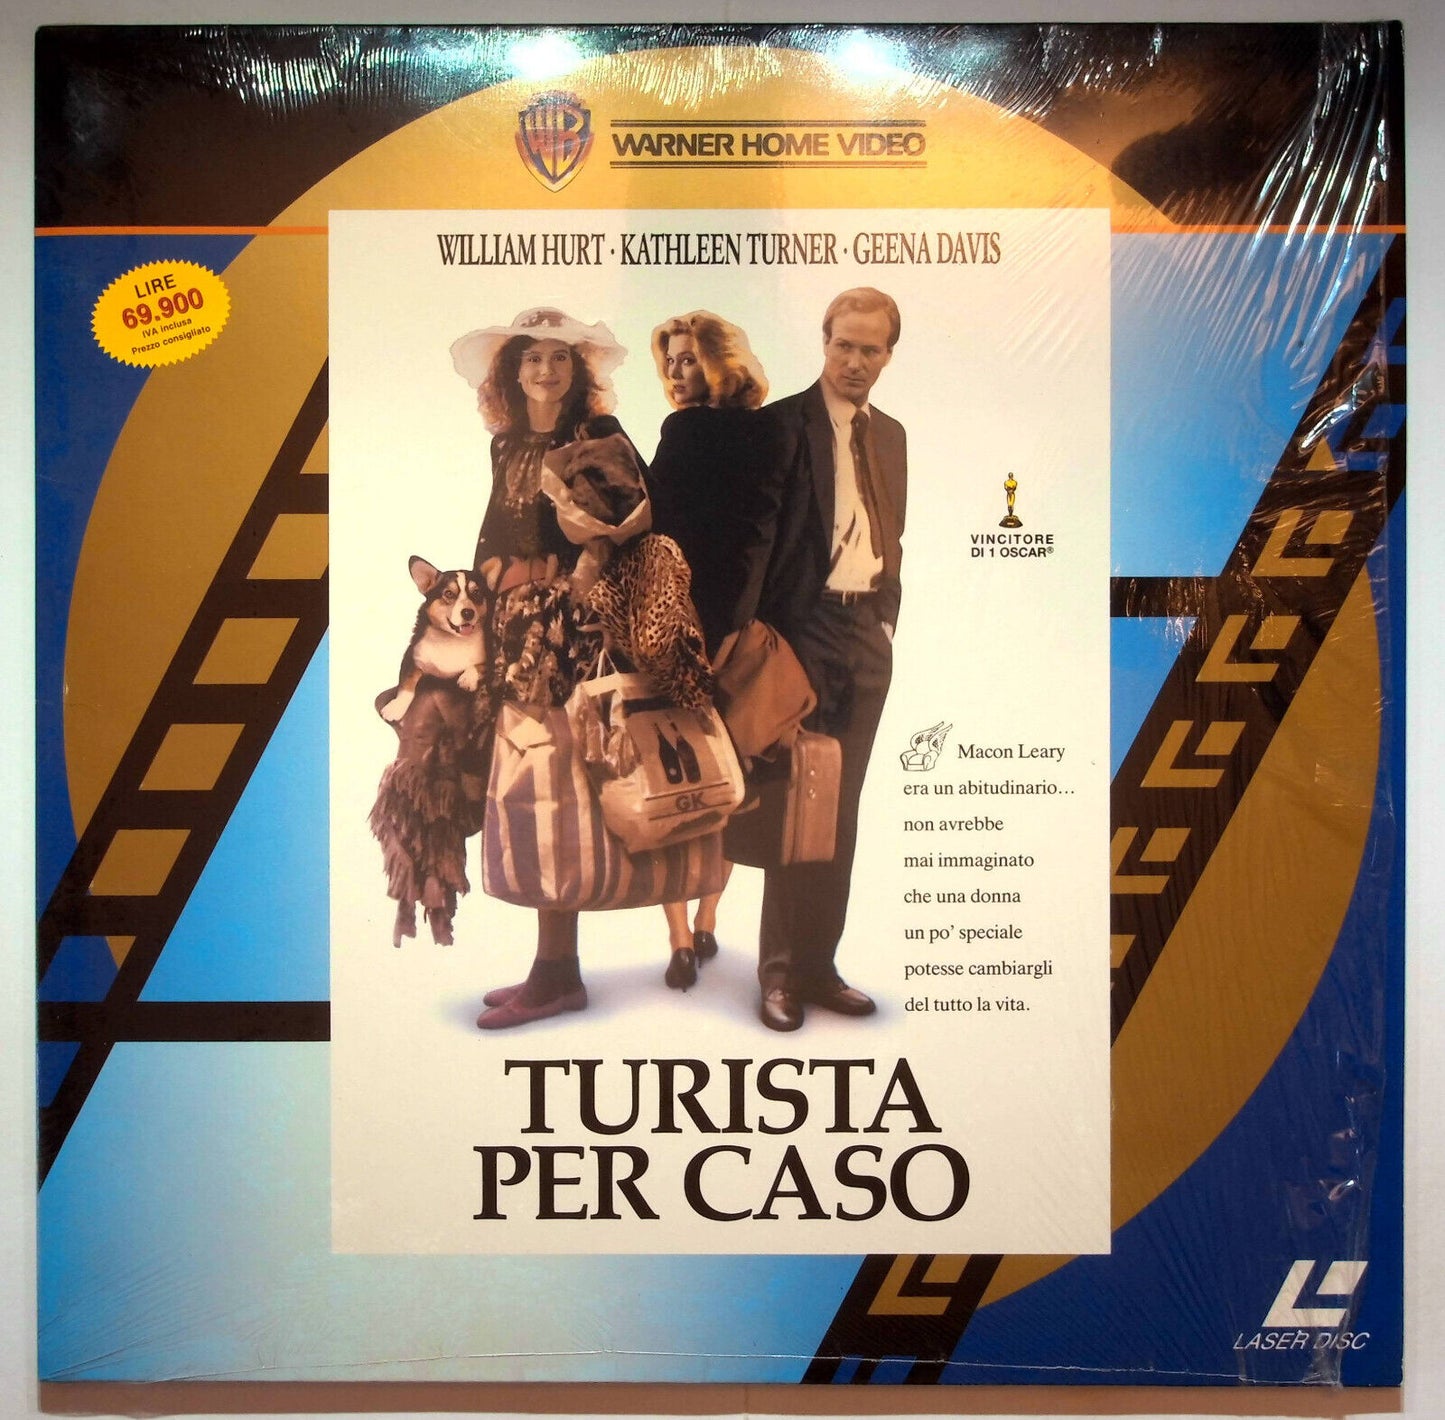 WB WARNER HOME VIDEO
WILLIAM HURT · KATHLEEN TURNER · GEENA DAVIS
LIRE
69.900
IVA inclusa
Prezzo consigliato
VINCITORE
DI 1 OSCAR®
Macon Leary
era un abitudinario...
non avrebbe
mai immaginato
che una donna
un po' speciale
potesse cambiargli
del tutto la vita.
GK
TURISTA
PER CASO
LASER DISC